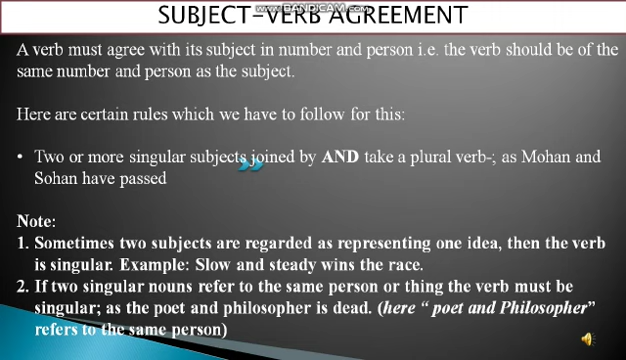 SUBJECT-VERB AGREEMENT
WWW.BANDICAM.COM
A verb must agree with its subject in number and person i.e. the verb should be of the
same number and person as the subject.
Here are certain rules which we have to follow for this:
• Two or more singular subjects joined by AND take a plural verb-; as Mohan and
Sohan have passed
Note:
1. Sometimes two subjects are regarded as representing one idea, then the verb
is singular. Example: Slow and steady wins the race.
2. If two singular nouns refer to the same person or thing the verb must be
singular; as the poet and philosopher is dead. (here “ poet and Philosopher”
refers to the same person)